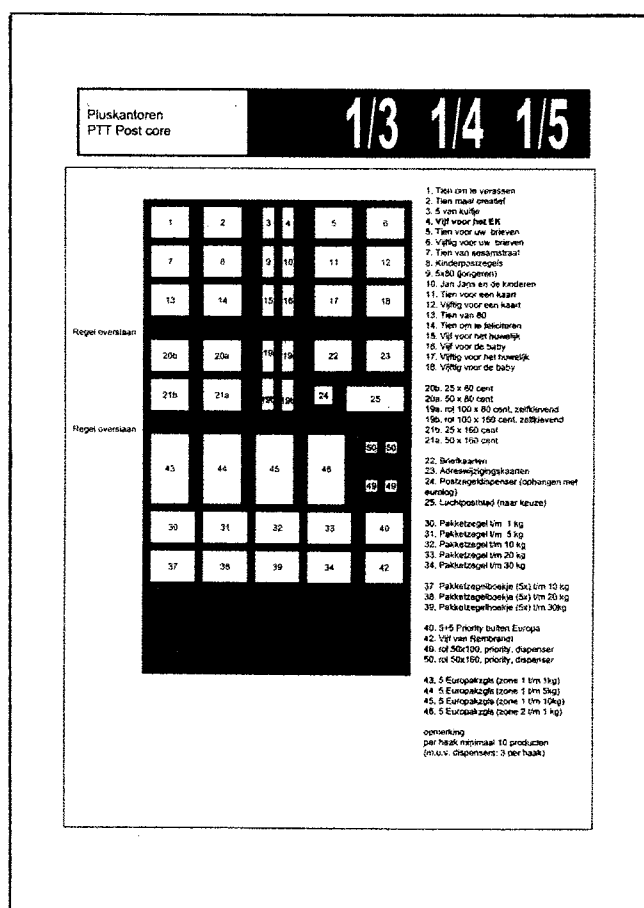 Pluskantoren
PTT Post core
1/3 1/4 1/5
1. Tien om te verassen
2. Tien maal creatief
3. 5 van kuifje
4. Vijf voor het EK
5. Tien voor uw brieven
6. Vijftig voor uw brieven
7. Tien van sesamstraat
8. Kinderpostzegels
9. 5x80 (jongeren)
10. Jan Jans en de kinderen
11. Tien voor een kaart
12. Vijftig voor een kaart
13. Tien van 80
14. Tien om te feliciteren
15. Vijf voor het huwelijk
16. Vijf voor de baby
17. Vijftig voor het huwelijk
18. Vijftig voor de baby
20b. 25 x 80 cent
20a. 50 x 80 cent
19a. rol 100 x 80 cent, zelfklevend
19b. rol 100 x 160 cent, zelfklevend
21b. 25 x 160 cent
21a. 50 x 160 cent
22. Briefkaarten
23. Adreswijzigingskaarten
24. Postzegeldispenser (ophangen met
eurolog)
25. Luchtpostblad (naar keuze)
30. Pakketzegel t/m 1 kg
31. Pakketzegel t/m 5 kg
32. Pakketzegel t/m 10 kg
33. Pakketzegel t/m 20 kg
34. Pakketzegel t/m 30 kg
37 Pakketzegelboekje (5x) t/m 10 kg
38. Pakketzegelboekje (5x) t/m 20 kg
39. Pakketzegelboekje (5x) t/m 30kg
40. 5+5 Priority buiten Europa
42. Vijf van Rembrandt
49. rol 50x100, priority, dispenser
50. rol 50x160, priority, dispenser
43. 5 Europakzgls (zone 1 t/m 1kg)
44. 5 Europakzgls (zone 1 t/m 5kg)
45. 5 Europakzgls (zone 1 t/m 10kg)
46. 5 Europakzgls (zone 2 t/m 1 kg)
opmerking
per haak minimaal 10 producten
(m.u.v. dispensers: 3 per haak)
1 2 3 4 5 6
7 8 9 10 11 12
13 14 15 16 17 18
Regel overslaan
20b 20a 19a 19a 22 23
21b 21a 19b 19b 24 25
Regel overslaan
43 44 45 46 50 50
49 49
30 31 32 33 40
37 38 39 34 42